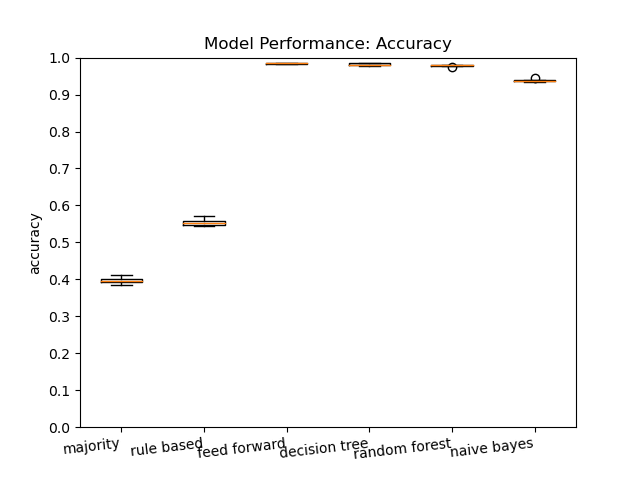 Model Performance: Accuracy
accuracy
1.0
0.9
0.8
0.7
0.6
0.5
0.4
0.3
0.2
0.1
0.0
majority
rule based
feed forward
decision tree
random forest
naive bayes